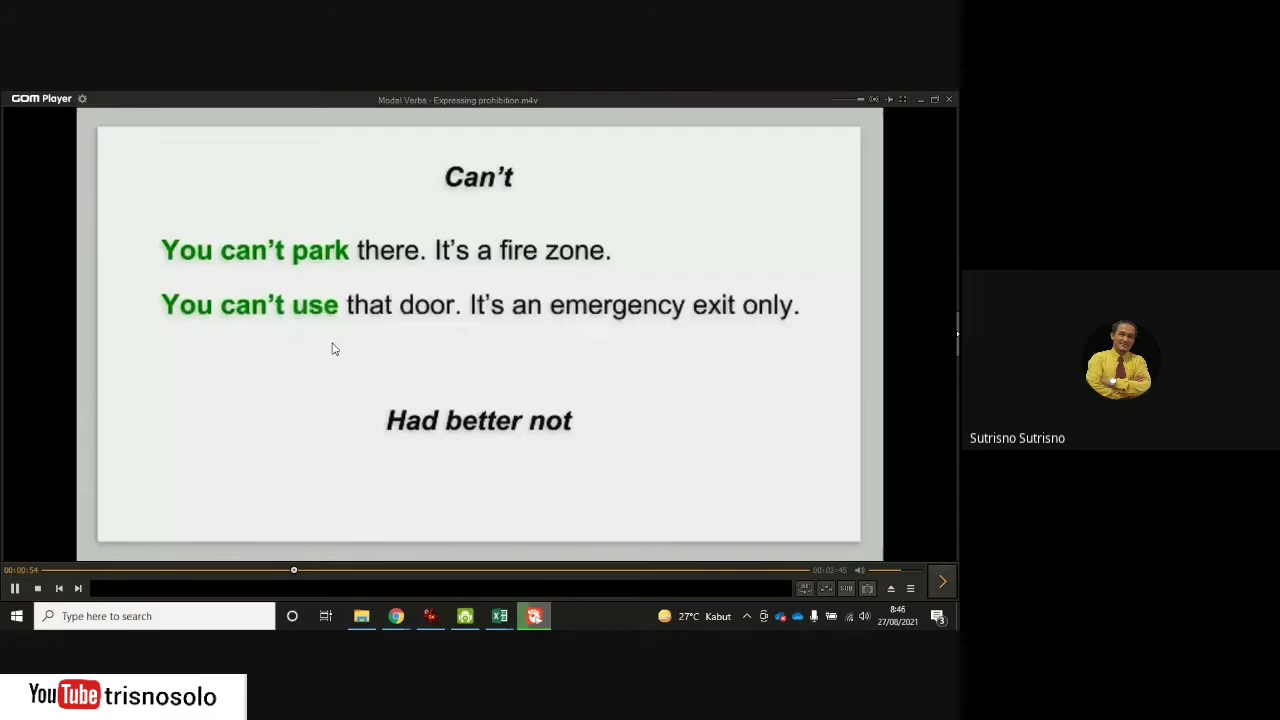 GOM Player
Modal Verbs - Expressing prohibition.m4v
Can't
You can't park there. It's a fire zone.
You can't use that door. It's an emergency exit only.
Had better not
Sutrisno Sutrisno
00:00:54
00:02:45
SUB
Type here to search
27°C Kabut
8:46
27/08/2021
3
YouTube trisnosolo